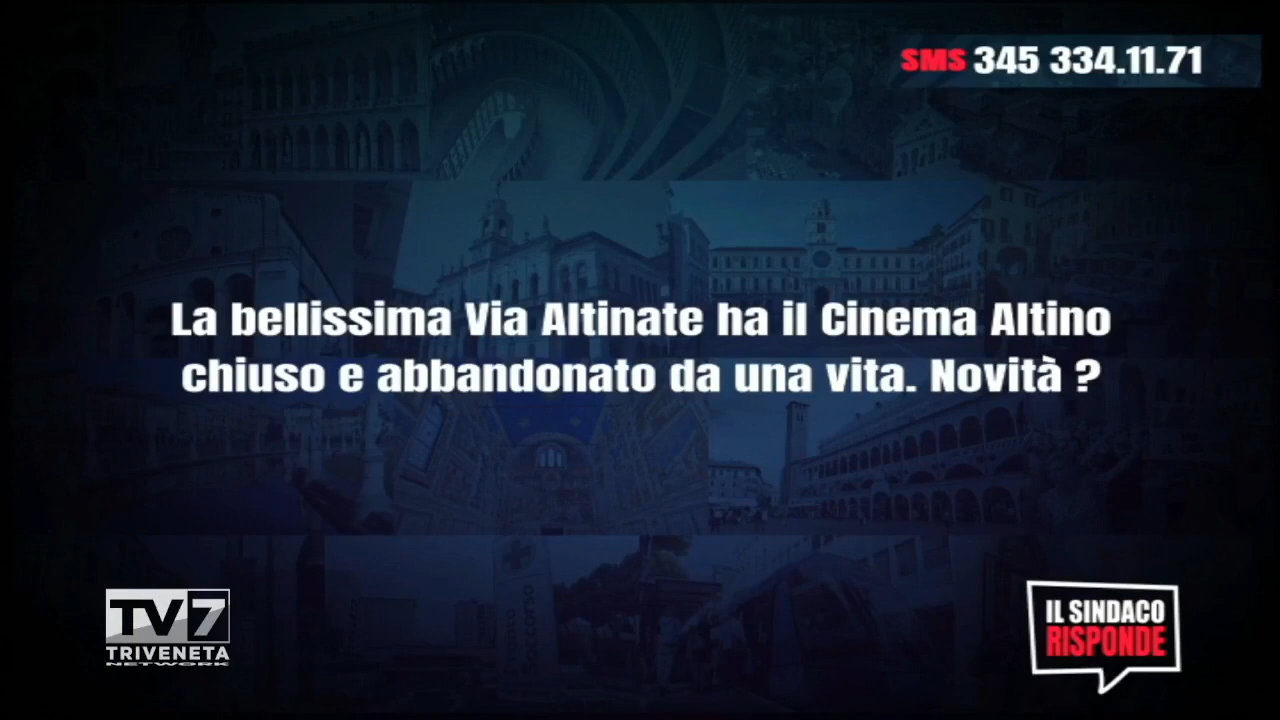 SMS 345 334.11.71
La bellissima Via Altinate ha il Cinema Altino
chiuso e abbandonato da una vita. Novità ?
TV7
TRIVENETA
NETWORK
IL SINDACO
RISPONDE